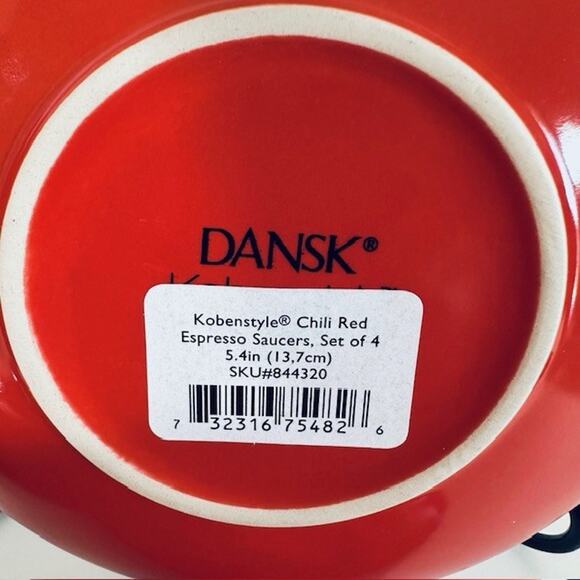 DANSK®
Kobenstyle® Chili Red
Espresso Saucers, Set of 4
5.4in (13,7cm)
SKU#844320
7 32316 75482 6